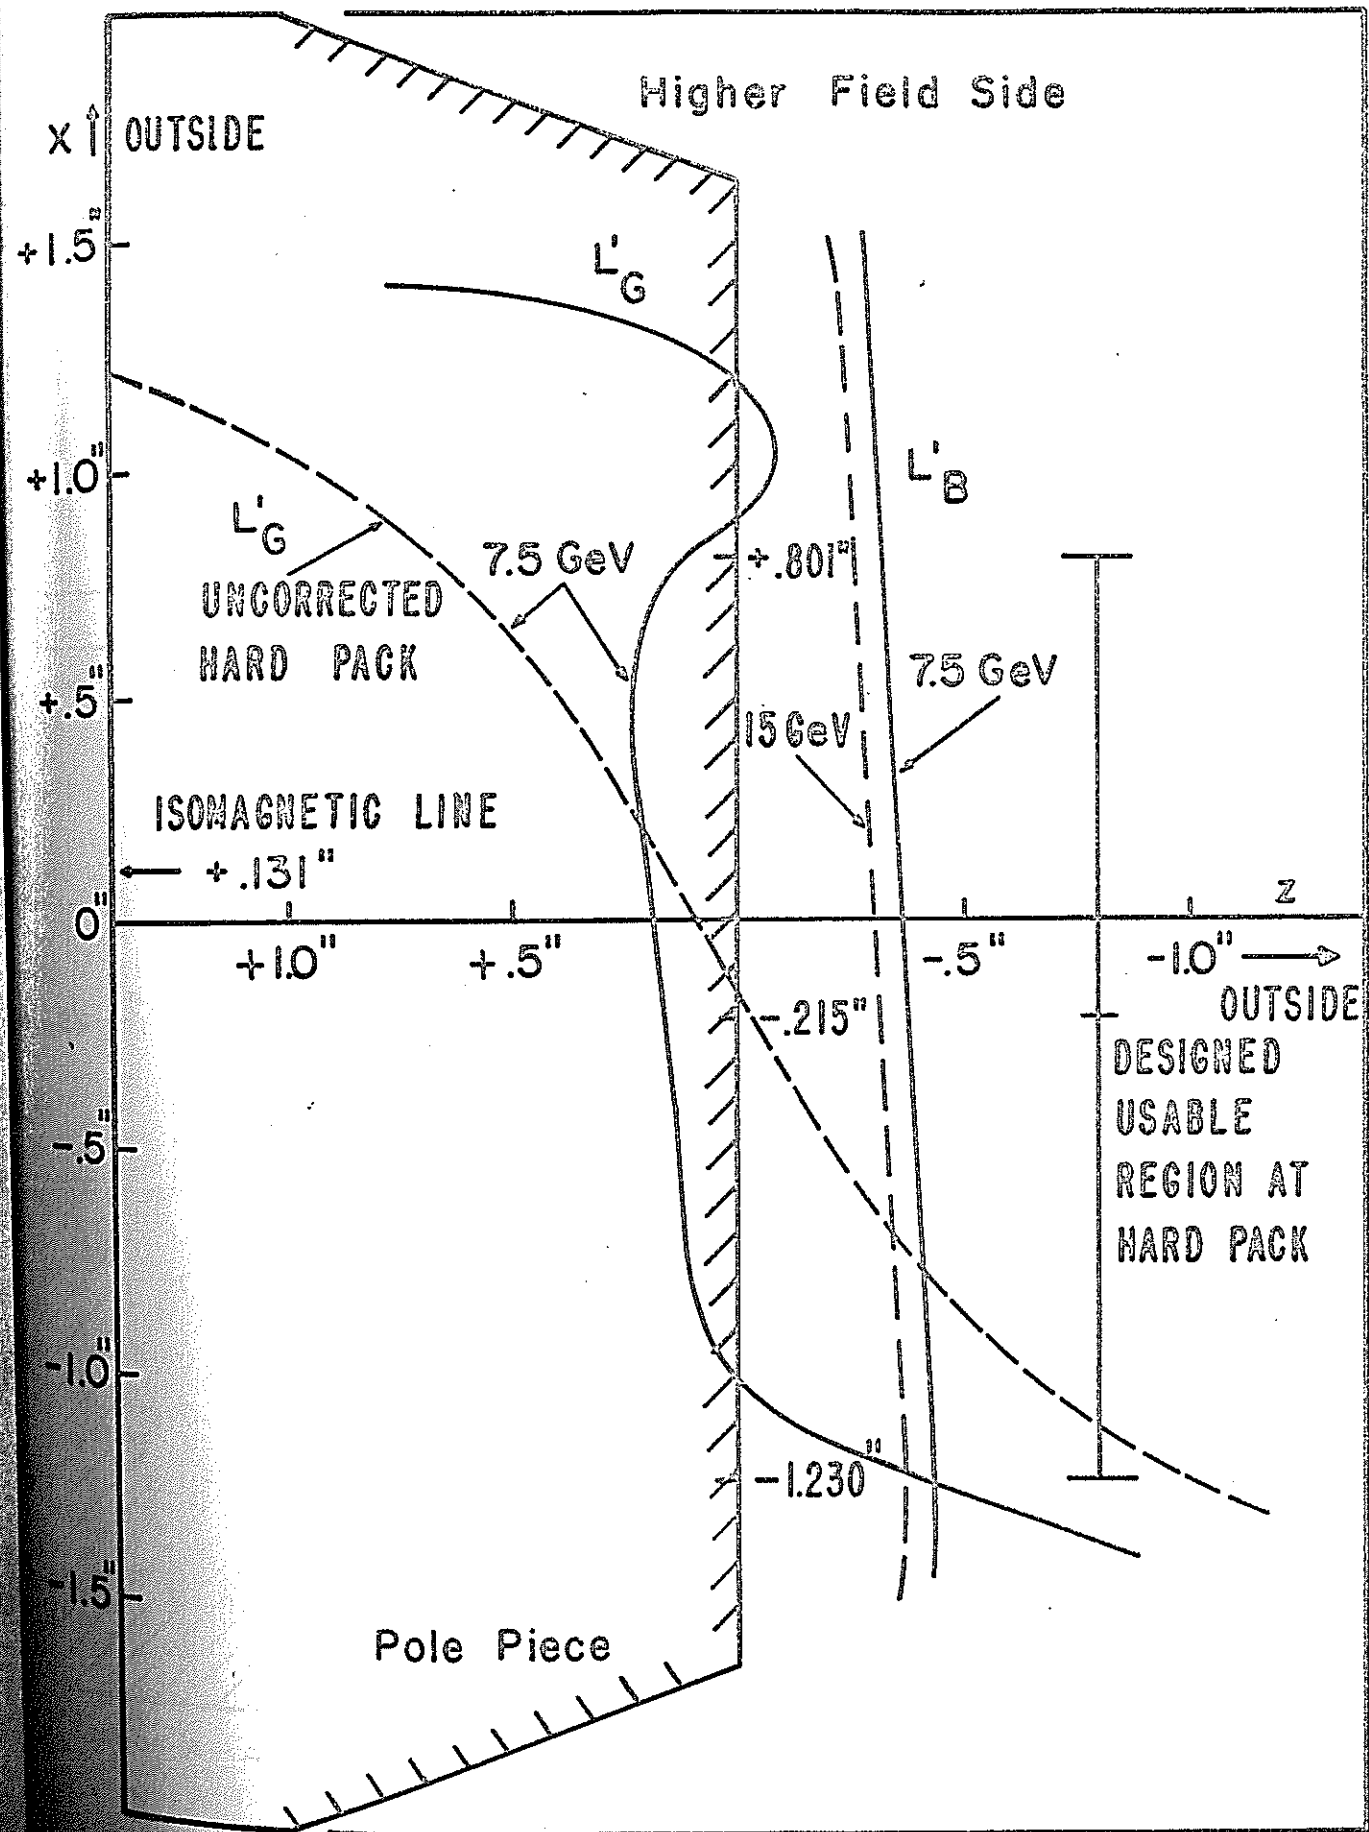 Higher Field Side
X ↑ OUTSIDE
+1.5"
L'G
+1.0"
L'B
L'G
UNCORRECTED
HARD PACK
7.5 GeV
+.801"
+.5"
7.5 GeV
15 GeV
ISOMAGNETIC LINE
← +.131"
0"
Z
+1.0"
+.5"
-.5"
-1.0" →
OUTSIDE
-.215"
DESIGNED
USABLE
REGION AT
HARD PACK
-.5"
-1.0"
-1.230"
-1.5"
Pole Piece